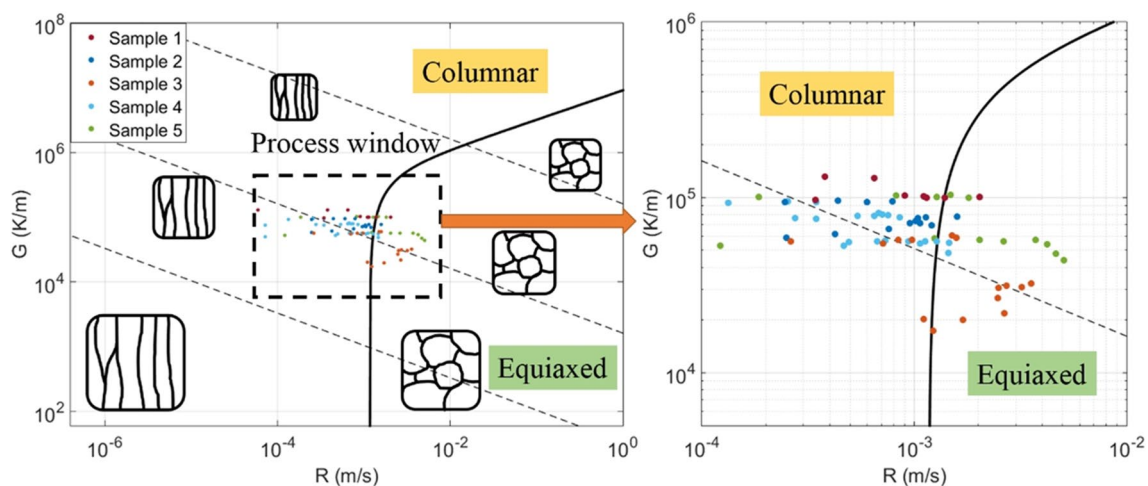 10^8
10^6
10^4
10^2
G (K/m)
Sample 1
Sample 2
Sample 3
Sample 4
Sample 5
Columnar
Process window
Equiaxed
10^-6
10^-4
10^-2
10^0
R (m/s)
10^6
10^5
10^4
G (K/m)
Columnar
Equiaxed
10^-4
10^-3
10^-2
R (m/s)